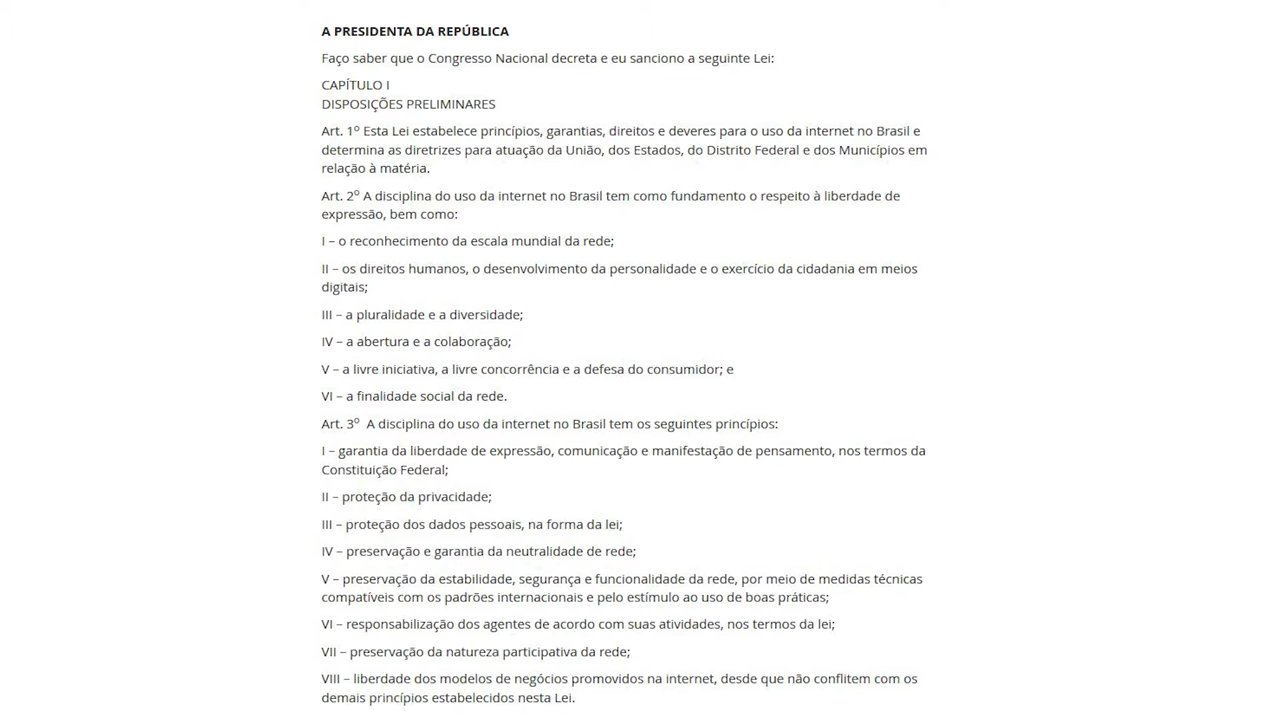 A PRESIDENTA DA REPÚBLICA
Faço saber que o Congresso Nacional decreta e eu sanciono a seguinte Lei:
CAPÍTULO I
DISPOSIÇÕES PRELIMINARES
Art. 1º Esta Lei estabelece princípios, garantias, direitos e deveres para o uso da internet no Brasil e
determina as diretrizes para atuação da União, dos Estados, do Distrito Federal e dos Municípios em
relação à matéria.
Art. 2º A disciplina do uso da internet no Brasil tem como fundamento o respeito à liberdade de
expressão, bem como:
I – o reconhecimento da escala mundial da rede;
II – os direitos humanos, o desenvolvimento da personalidade e o exercício da cidadania em meios
digitais;
III – a pluralidade e a diversidade;
IV – a abertura e a colaboração;
V – a livre iniciativa, a livre concorrência e a defesa do consumidor; e
VI – a finalidade social da rede.
Art. 3º  A disciplina do uso da internet no Brasil tem os seguintes princípios:
I – garantia da liberdade de expressão, comunicação e manifestação de pensamento, nos termos da
Constituição Federal;
II – proteção da privacidade;
III – proteção dos dados pessoais, na forma da lei;
IV – preservação e garantia da neutralidade de rede;
V – preservação da estabilidade, segurança e funcionalidade da rede, por meio de medidas técnicas
compatíveis com os padrões internacionais e pelo estímulo ao uso de boas práticas;
VI – responsabilização dos agentes de acordo com suas atividades, nos termos da lei;
VII – preservação da natureza participativa da rede;
VIII – liberdade dos modelos de negócios promovidos na internet, desde que não conflitem com os
demais princípios estabelecidos nesta Lei.